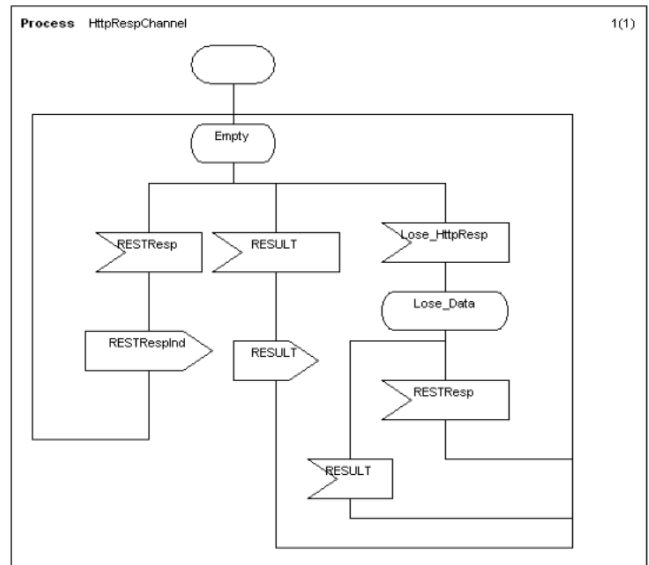 Process HttpRespChannel 1(1)
Empty
Lose_HttpResp
RESTResp RESULT
Lose_Data
RESTRespInd
RESULT
RESTResp
RESULT